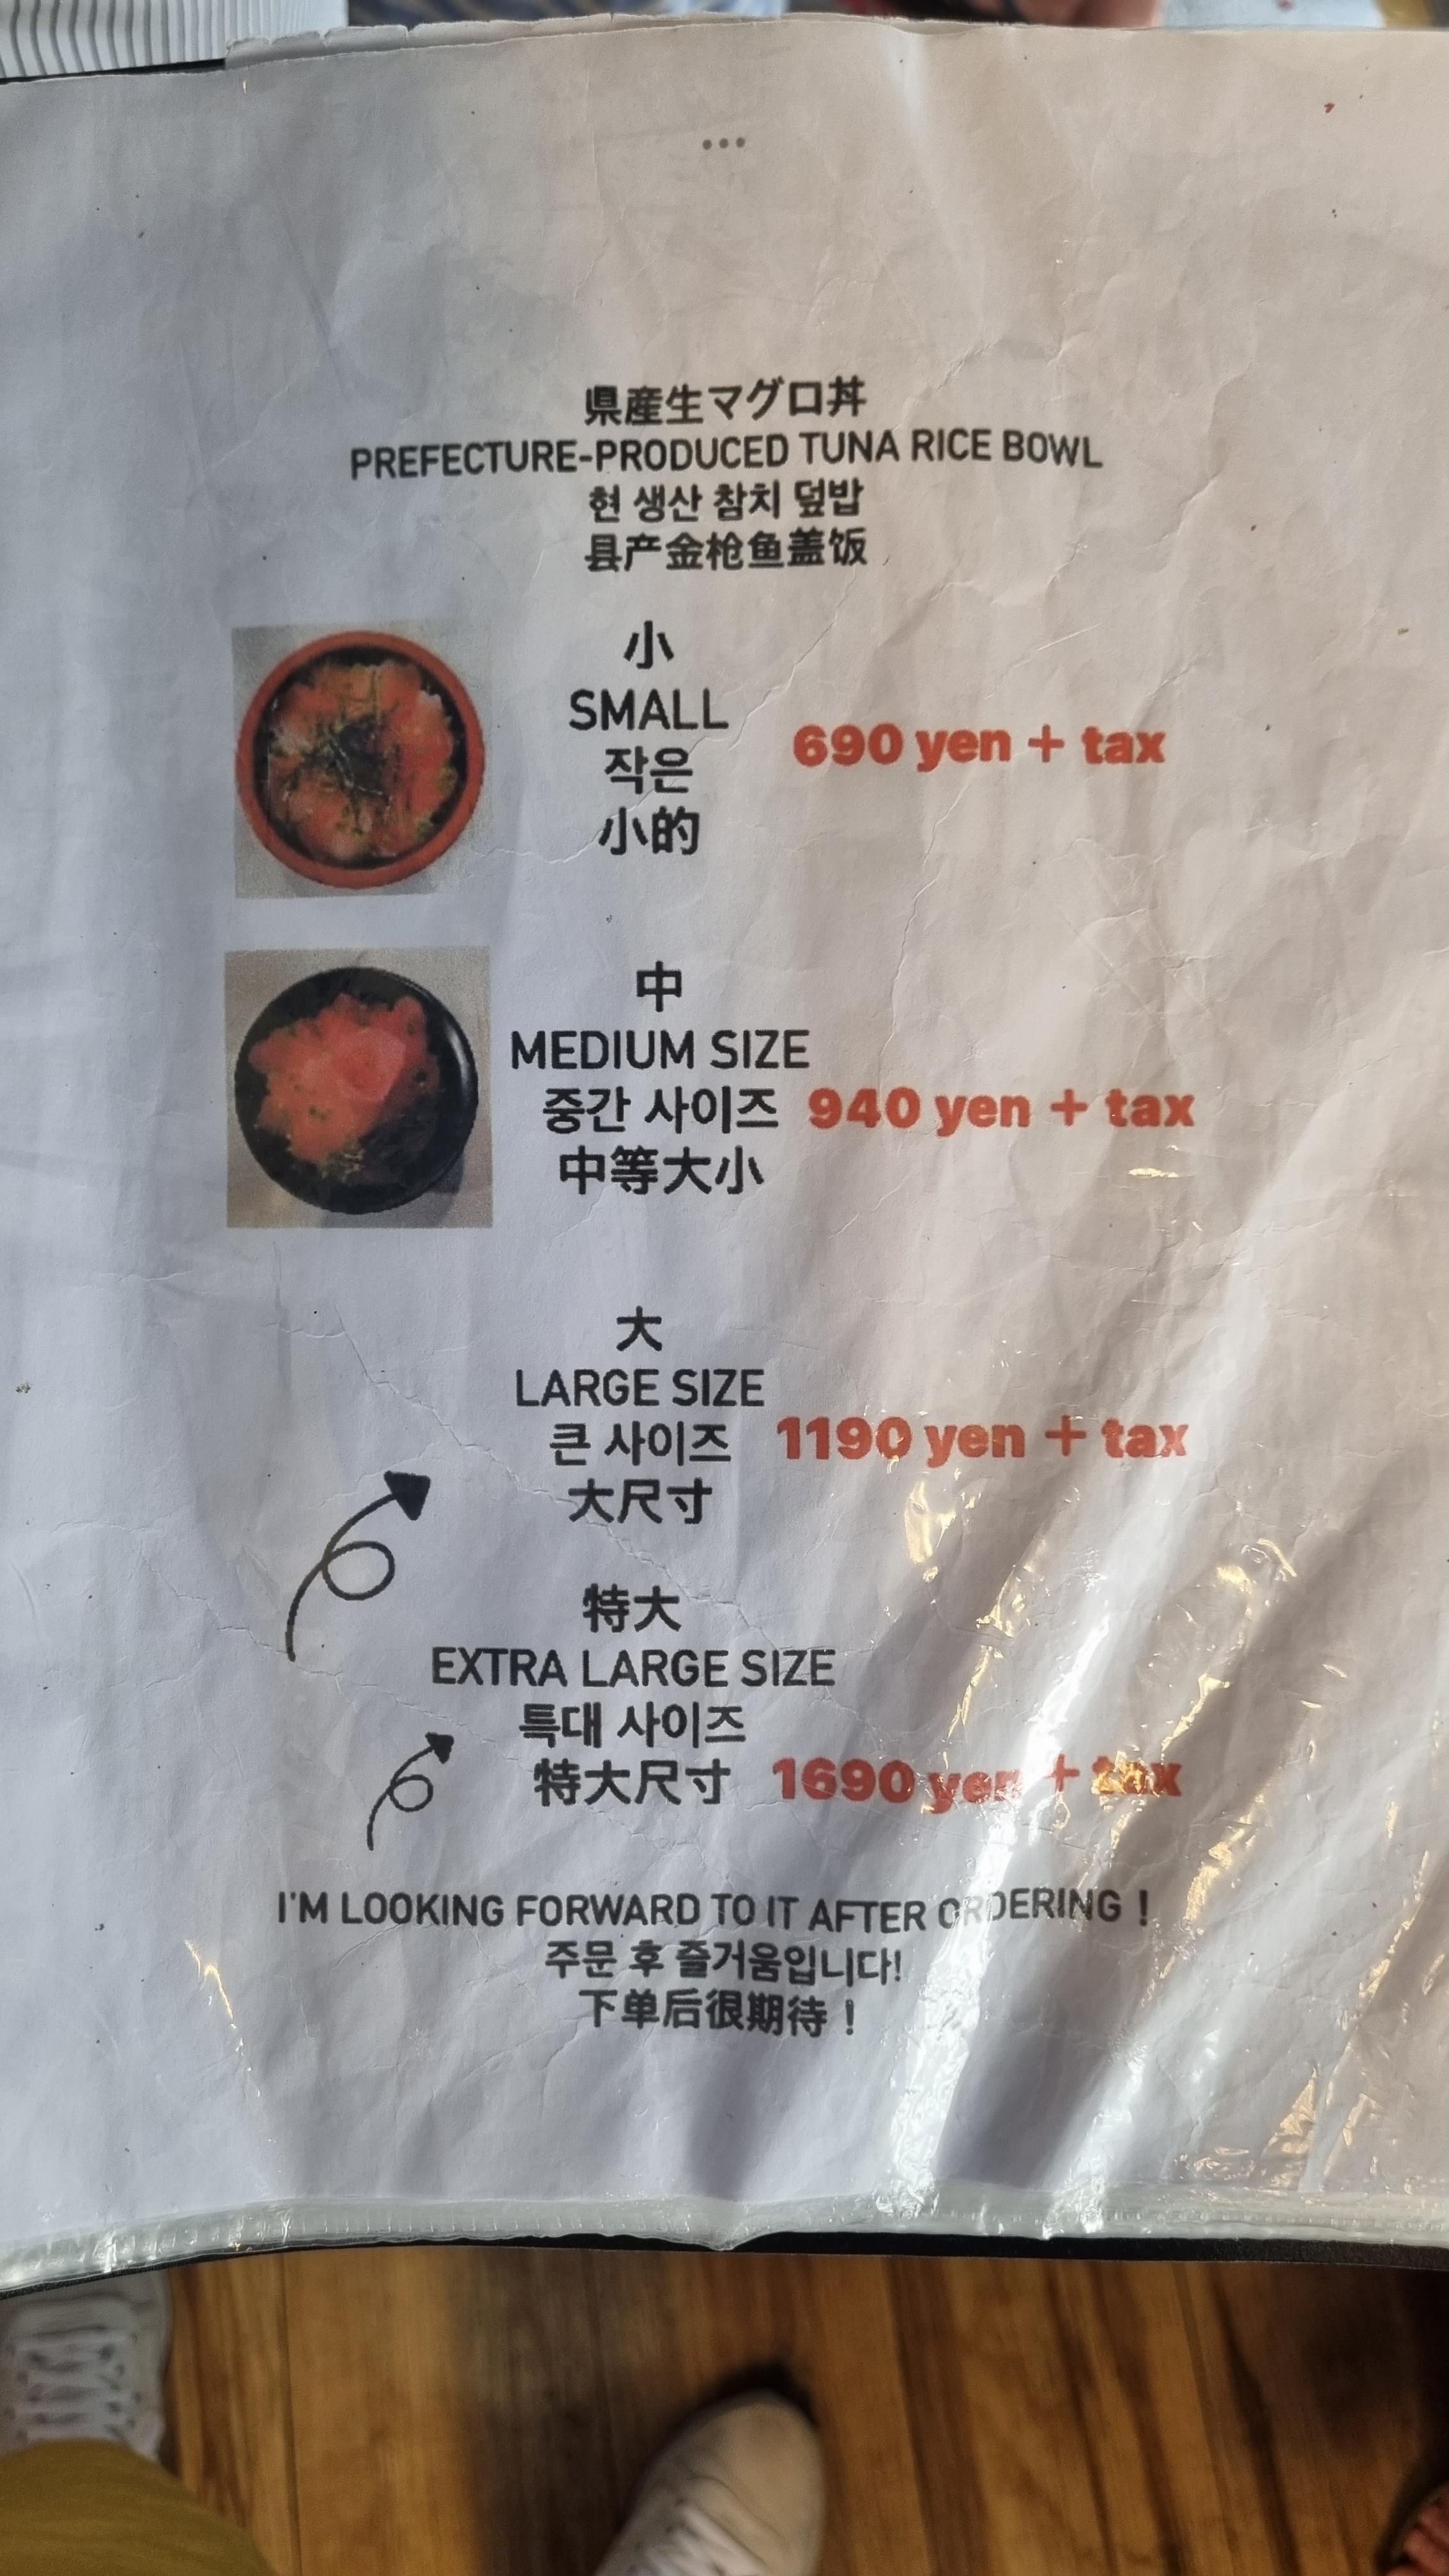 県産生マグロ丼
PREFECTURE-PRODUCED TUNA RICE BOWL
현 생산 참치 덮밥
县产金枪鱼盖饭
小
SMALL
작은
小的
690 yen + tax
中
MEDIUM SIZE
중간 사이즈
中等大小
940 yen + tax
大
LARGE SIZE
큰 사이즈
大尺寸
1190 yen + tax
特大
EXTRA LARGE SIZE
특대 사이즈
特大尺寸
1690 yen + tax
I'M LOOKING FORWARD TO IT AFTER ORDERING！
주문 후 즐거움입니다!
下单后很期待！